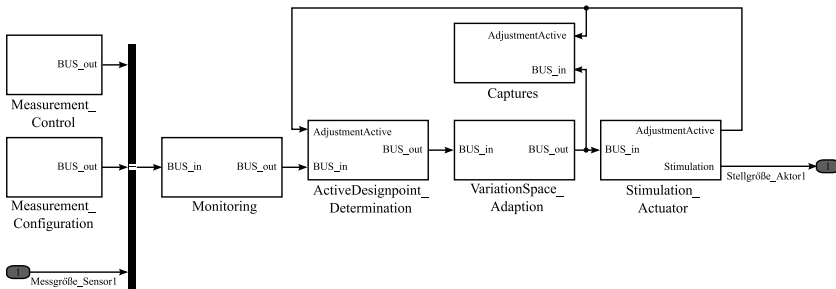 BUS_out
Measurement_
Control
BUS_out
Measurement_
Configuration
1
Messgröße_Sensor1
BUS_in
BUS_out
Monitoring
AdjustmentActive
BUS_in
BUS_out
ActiveDesignpoint_
Determination
AdjustmentActive
BUS_in
Captures
BUS_in
BUS_out
VariationSpace_
Adaption
BUS_in
AdjustmentActive
Stimulation
Stimulation_
Actuator
1
Stellgröße_Aktor1